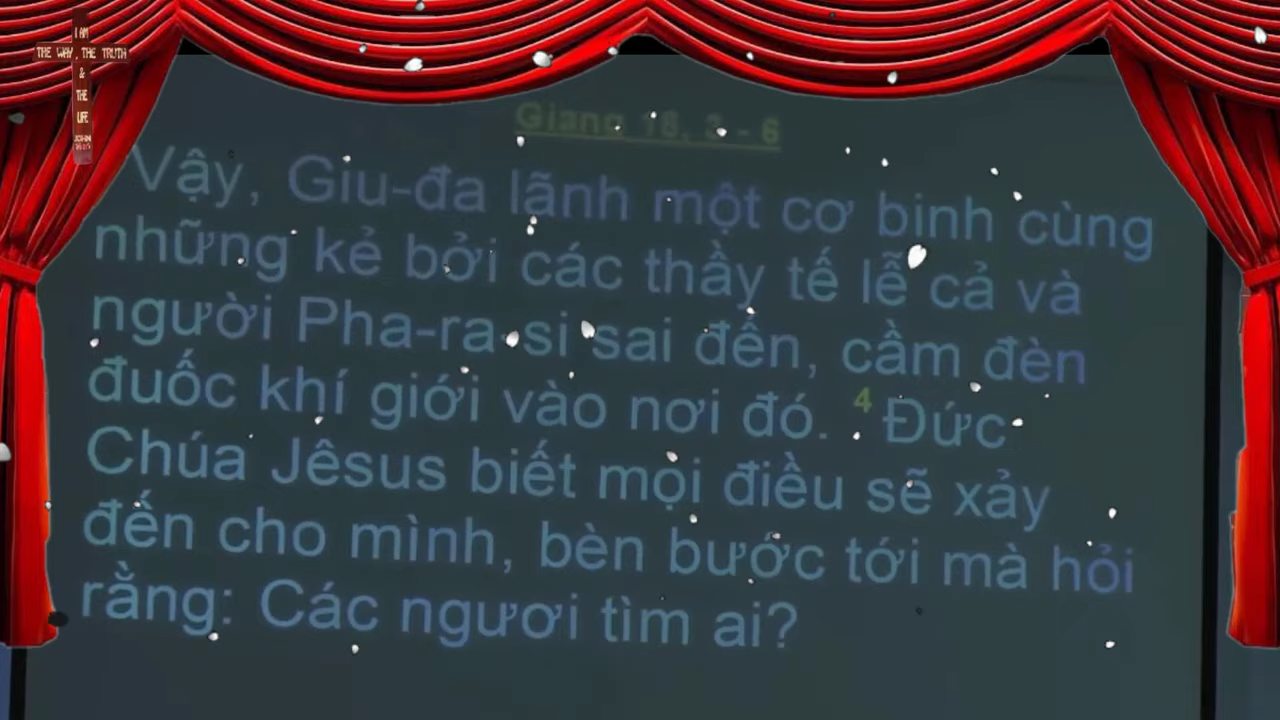 I AM
THE WAY, THE TRUTH
&
THE
LIFE
JOHN
Giang 18, 3 - 6
Vậy, Giu-đa lãnh một cơ binh cùng
những kẻ bởi các thầy tế lễ cả và
người Pha-ra-si sai đến, cầm đèn
đuốc khí giới vào nơi đó. 4 Đức
Chúa Jêsus biết mọi điều sẽ xảy
đến cho mình, bèn bước tới mà hỏi
rằng: Các ngươi tìm ai?